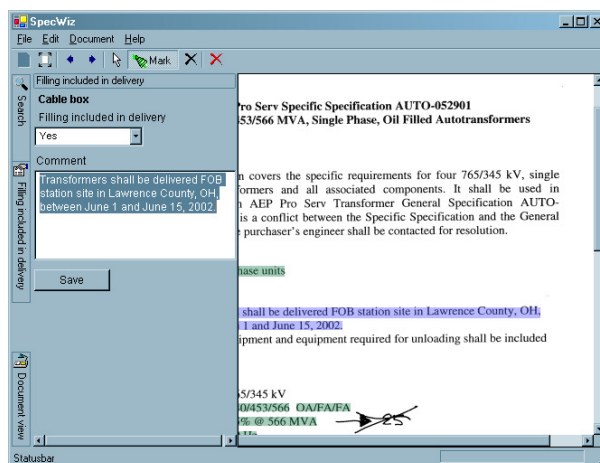 SpecWiz
File Edit Document Help
Mark
Filling included in delivery
Cable box
Filling included in delivery
Yes
Comment
Transformers shall be delivered FOB
station site in Lawrence County, OH,
between June 1 and June 15, 2002.
Save
Search
Filling included in delivery
Document view
Pro Serv Specific Specification AUTO-052901
453/566 MVA, Single Phase, Oil Filled Autotransformers
n covers the specific requirements for four 765/345 kV, single
formers and all associated components. It shall be used in
n AEP Pro Serv Transformer General Specification AUTO-
is a conflict between the Specific Specification and the General
e purchaser's engineer shall be contacted for resolution.
hase units
shall be delivered FOB station site in Lawrence County, OH,
1 and June 15, 2002.
uipment and equipment required for unloading shall be included
65/345 kV
0/453/566 OA/FA/FA
5% @ 566 MVA
25
Statusbar